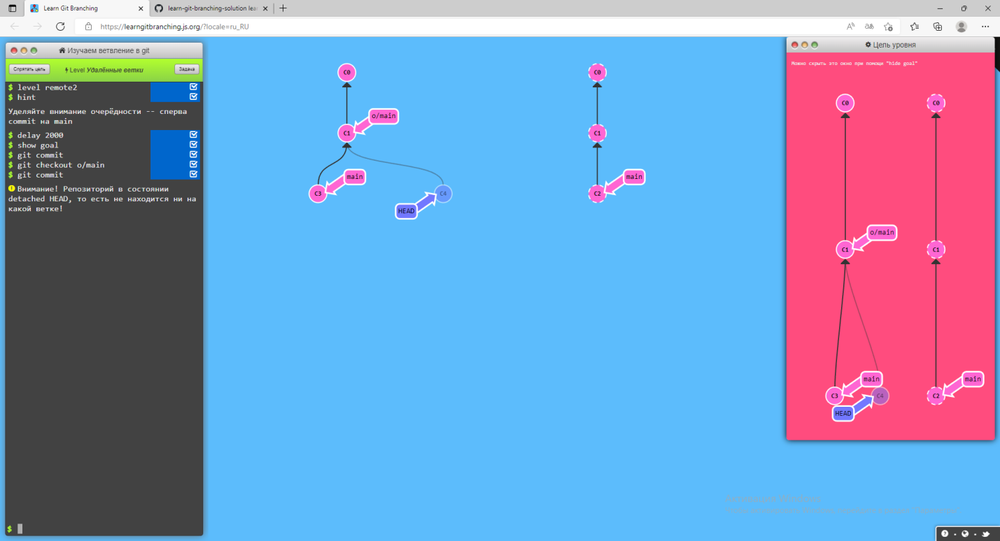 Learn Git Branching
learn-git-branching-solution lea
https://learngitbranching.js.org/?locale=ru_RU
Изучаем ветвление в git
Спрятать цель
Level Удалённые ветки
Задача
$ level remote2
$ hint
Уделяйте внимание очерёдности -- сперва
commit на main
$ delay 2000
$ show goal
$ git commit
$ git checkout o/main
$ git commit
Внимание! Репозиторий в состоянии
detached HEAD, то есть не находится ни на
какой ветке!
$
C0
o/main
C1
main
C3
C4
HEAD
C0
C1
main
C2
Цель уровня
Можно скрыть это окно при помощи "hide goal"
C0
C0
o/main
C1
C1
main
main
C3
C4
C2
HEAD